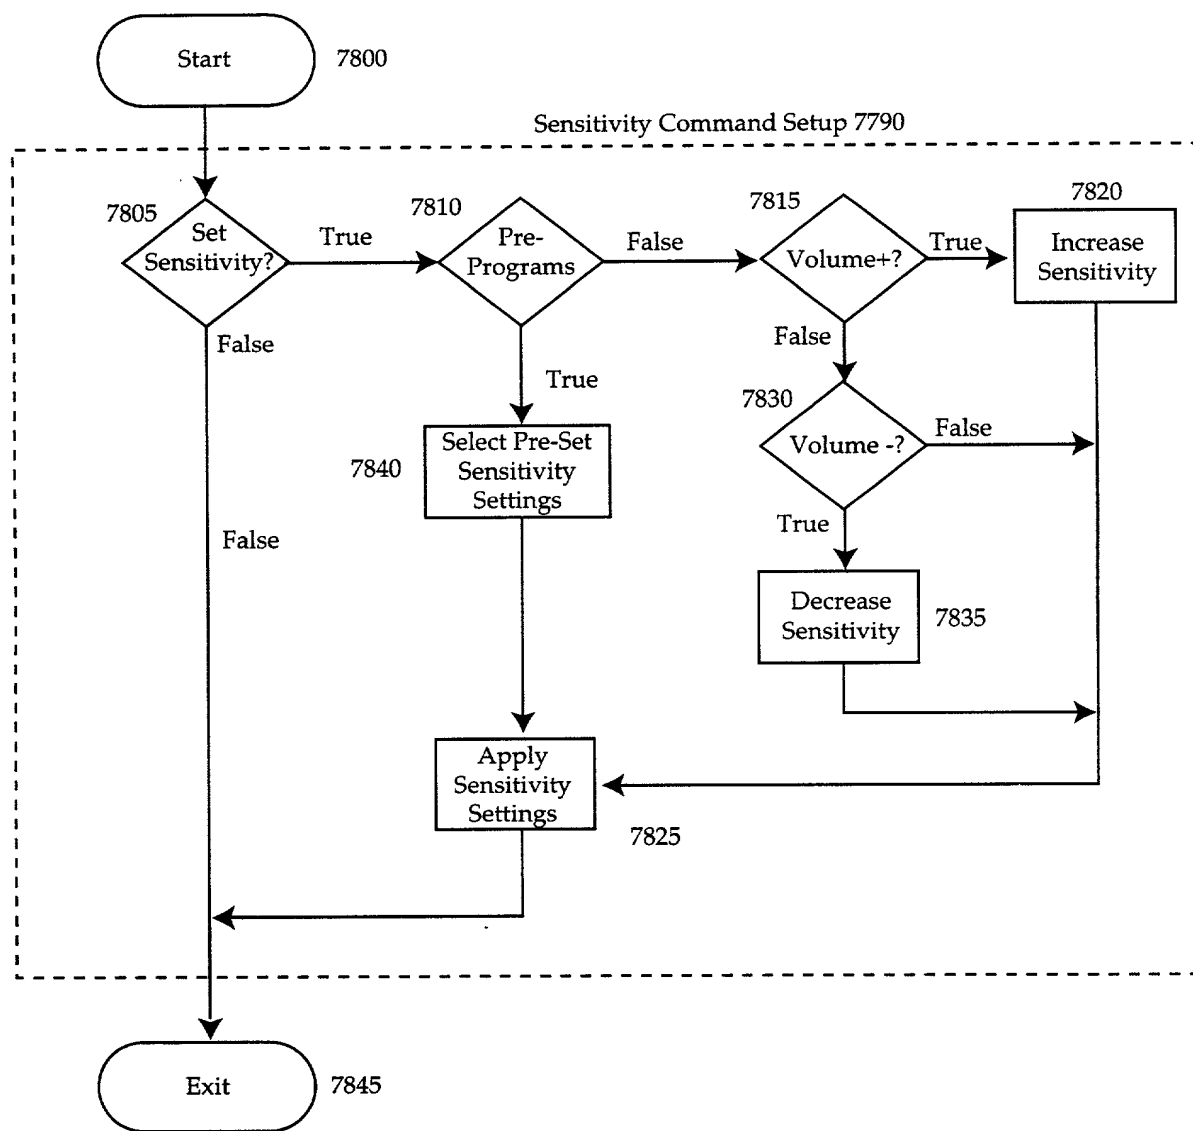 Start
7800
Sensitivity Command Setup 7790
7805
Set
Sensitivity?
True
False
False
7810
Pre-
Programs
False
True
7815
Volume+?
True
False
7820
Increase
Sensitivity
7830
Volume -?
False
True
7840
Select Pre-Set
Sensitivity
Settings
Decrease
Sensitivity
7835
Apply
Sensitivity
Settings
7825
Exit
7845